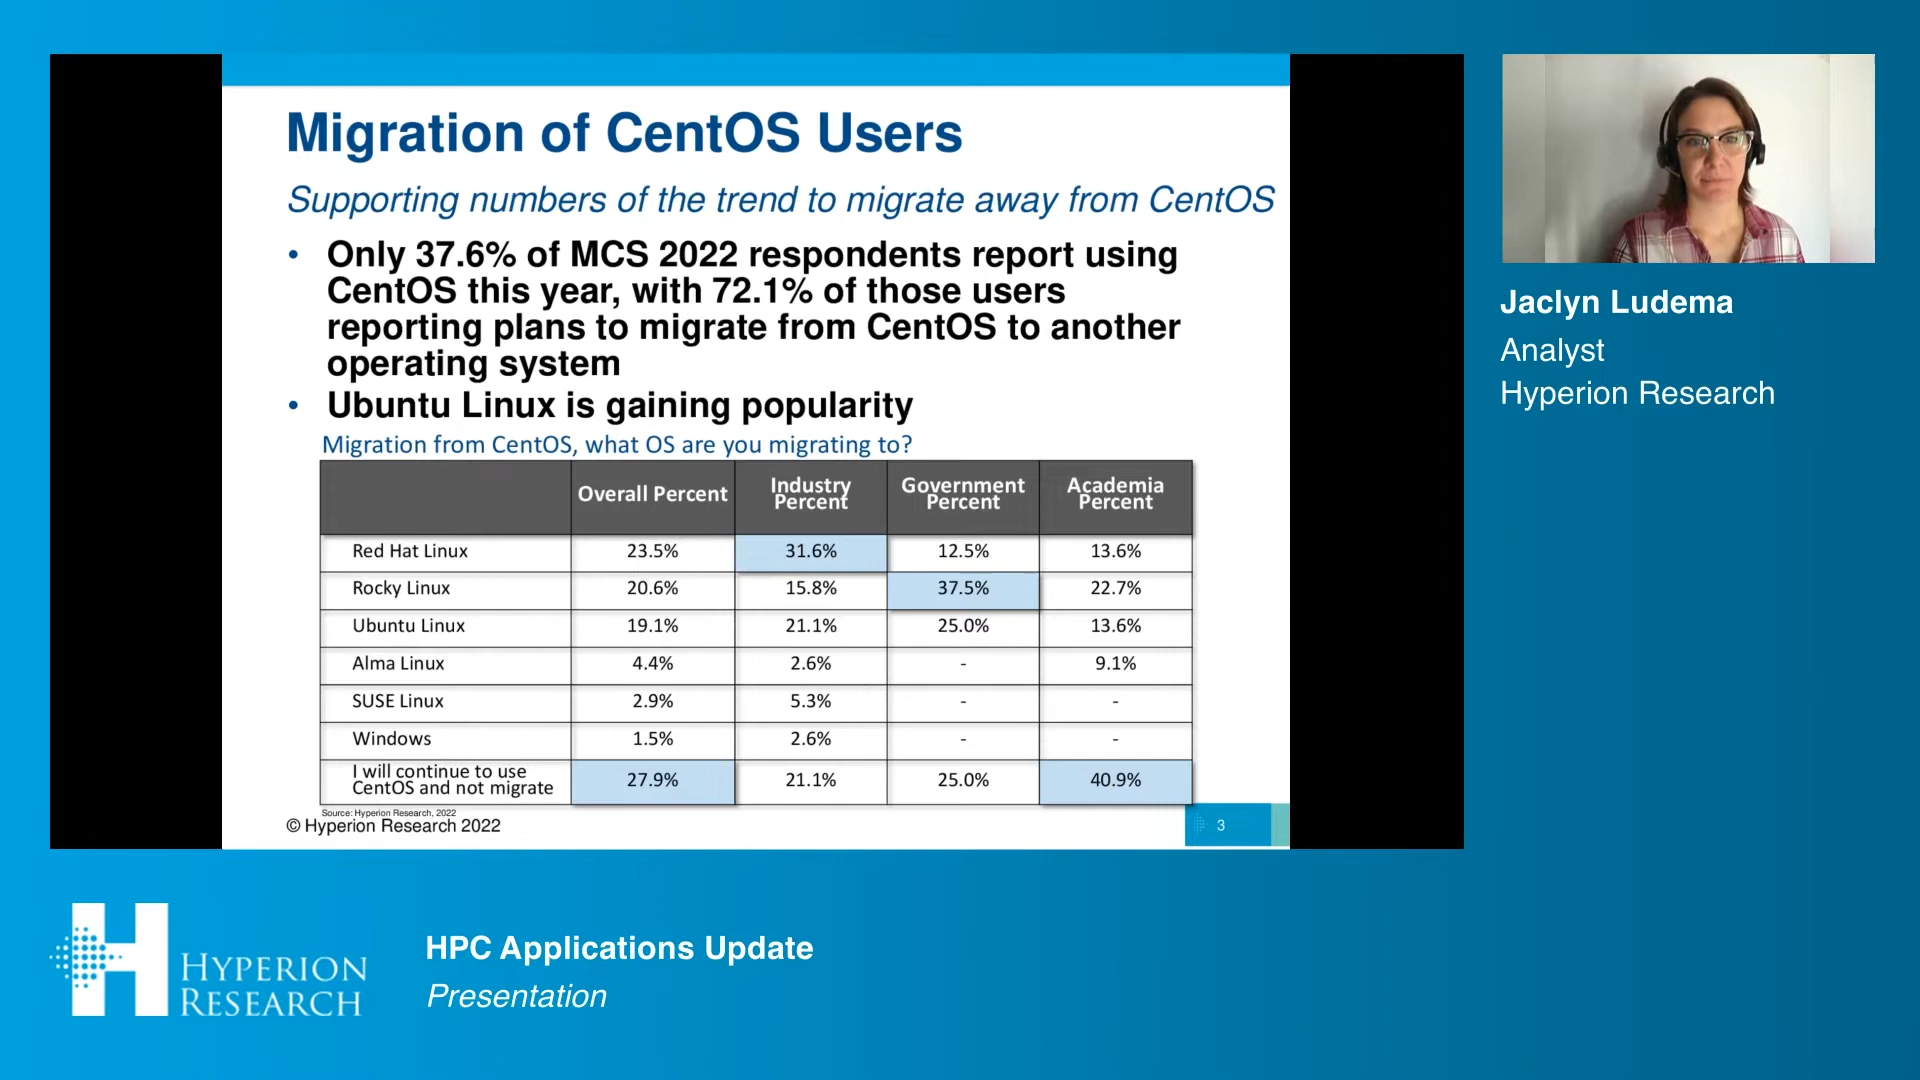 Migration of CentOS Users
Supporting numbers of the trend to migrate away from CentOS
• Only 37.6% of MCS 2022 respondents report using
CentOS this year, with 72.1% of those users
reporting plans to migrate from CentOS to another
operating system
• Ubuntu Linux is gaining popularity
Migration from CentOS, what OS are you migrating to?
Overall Percent Industry Percent Government Percent Academia Percent
Red Hat Linux 23.5% 31.6% 12.5% 13.6%
Rocky Linux 20.6% 15.8% 37.5% 22.7%
Ubuntu Linux 19.1% 21.1% 25.0% 13.6%
Alma Linux 4.4% 2.6% - 9.1%
SUSE Linux 2.9% 5.3% - -
Windows 1.5% 2.6% - -
I will continue to use
CentOS and not migrate 27.9% 21.1% 25.0% 40.9%
Source: Hyperion Research, 2022
© Hyperion Research 2022
3
Jaclyn Ludema
Analyst
Hyperion Research
HYPERION
RESEARCH
HPC Applications Update
Presentation